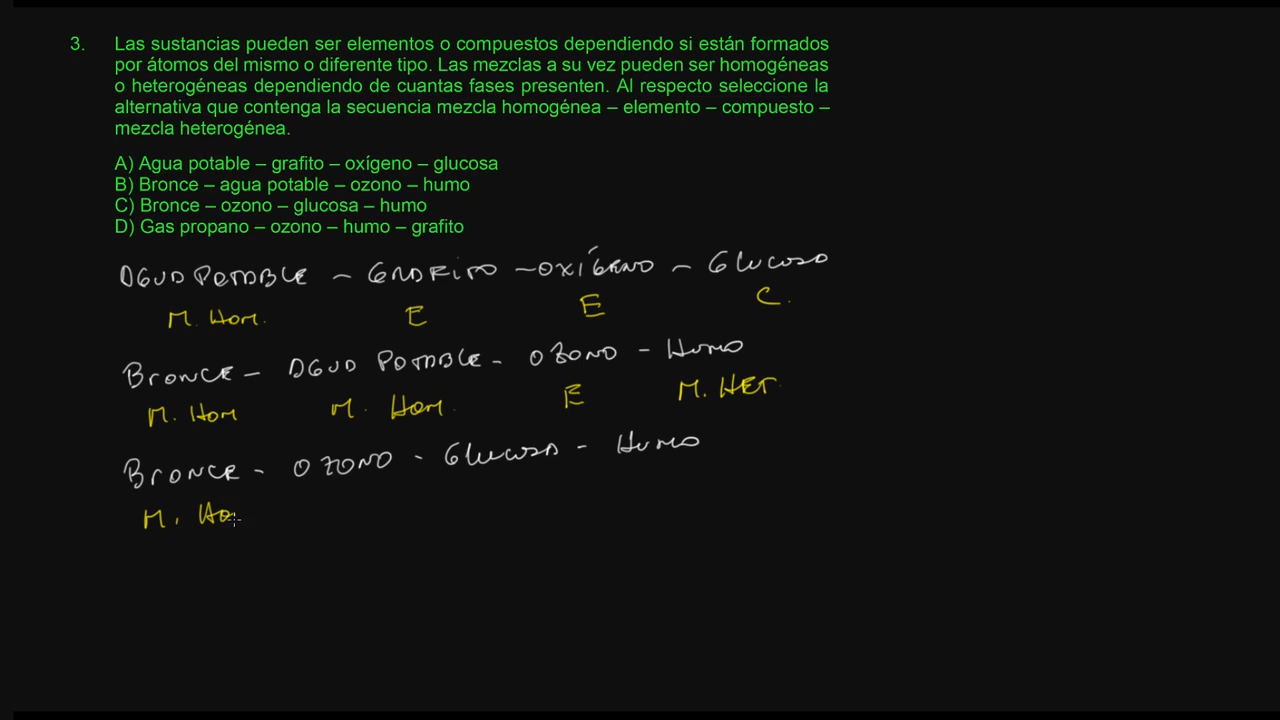 3. Las sustancias pueden ser elementos o compuestos dependiendo si están formados
por átomos del mismo o diferente tipo. Las mezclas a su vez pueden ser homogéneas
o heterogéneas dependiendo de cuantas fases presenten. Al respecto seleccione la
alternativa que contenga la secuencia mezcla homogénea – elemento – compuesto –
mezcla heterogénea.
A) Agua potable – grafito – oxígeno – glucosa
B) Bronce – agua potable – ozono – humo
C) Bronce – ozono – glucosa – humo
D) Gas propano – ozono – humo – grafito
AGUA POTABLE – GRAFITO – OXÍGENO – GLUCOSA
M. HOM. E E C.
BRONCE – AGUA POTABLE – OZONO – HUMO
M. HOM M. HOM. E M. HET.
BRONCE – OZONO – GLUCOSA – HUMO
M. HO